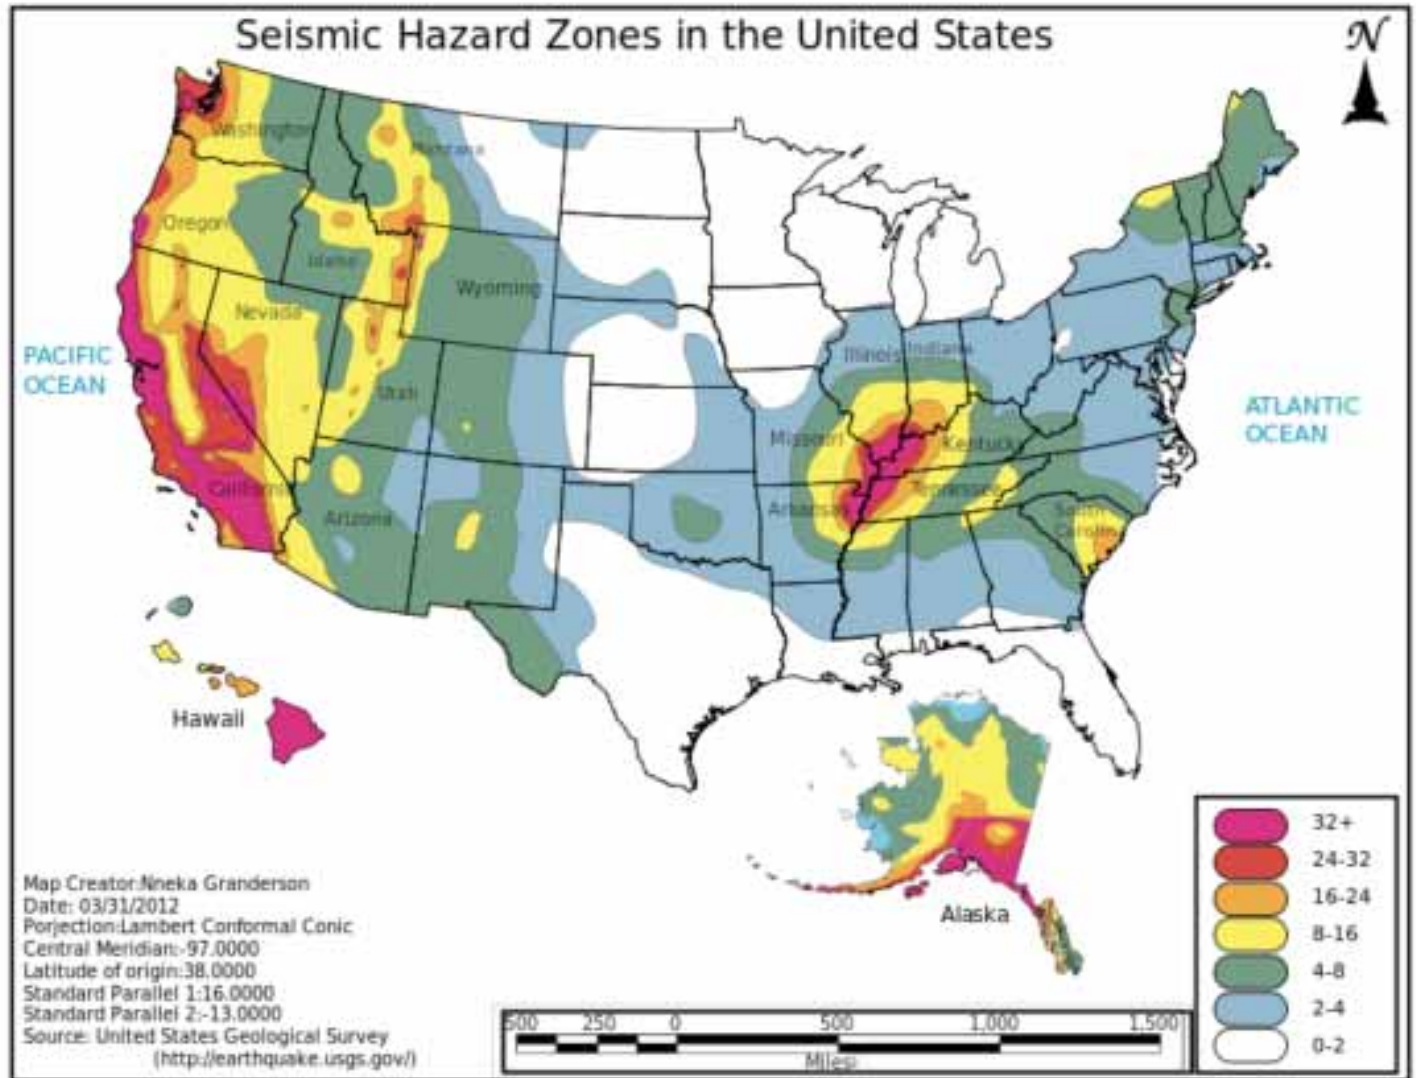 Seismic Hazard Zones in the United States
N
Washington
Montana
Oregon
Idaho
Wyoming
Nevada
PACIFIC
OCEAN
Utah
Illinois
Indiana
ATLANTIC
OCEAN
Missouri
Kentucky
California
Arizona
Arkansas
Tennessee
South
Carolina
Hawaii
Alaska
32+
24-32
16-24
8-16
4-8
2-4
0-2
Map Creator:Nneka Granderson
Date: 03/31/2012
Porjection:Lambert Conformal Conic
Central Meridian:-97.0000
Latitude of origin:38.0000
Standard Parallel 1:16.0000
Standard Parallel 2:-13.0000
Source: United States Geological Survey
(http://earthquake.usgs.gov/)
500 250 0 500 1,000 1,500
Miles